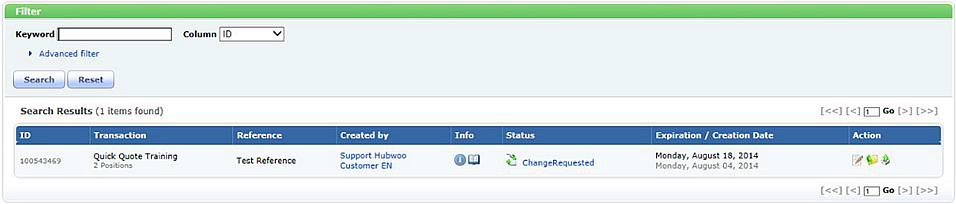 Filter
Keyword Column ID
Advanced filter
Search Reset
Search Results (1 items found) [<<] [<] 1 Go [>] [>>]
ID Transaction Reference Created by Info Status Expiration / Creation Date Action
100543469 Quick Quote Training Test Reference Support Hubwoo ChangeRequested Monday, August 18, 2014
2 Positions Customer EN Monday, August 04, 2014
[<<] [<] 1 Go [>] [>>]